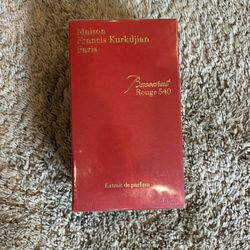 Maison
Francis Kurkdjian
Paris
Baccarat
Rouge 540
Extrait de parfum